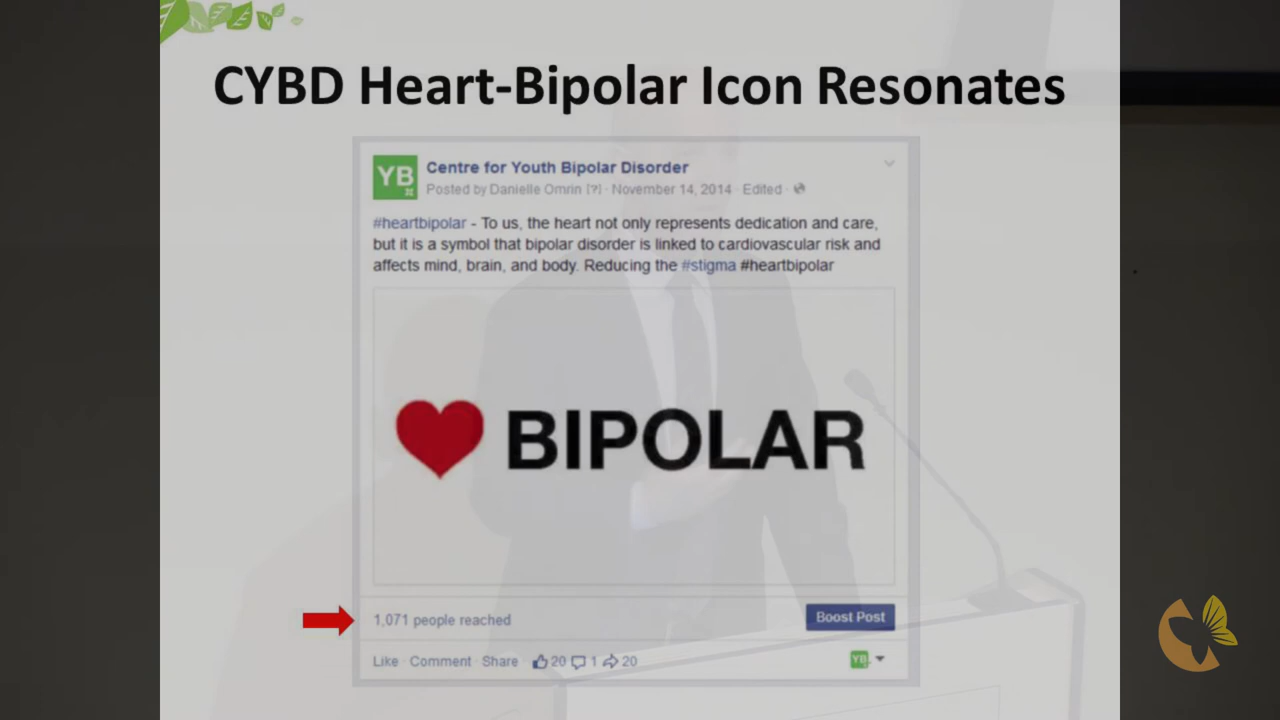 CYBD Heart-Bipolar Icon Resonates
YB
Centre for Youth Bipolar Disorder
Posted by Danielle Omrin [?] · November 14, 2014 · Edited ·
#heartbipolar - To us, the heart not only represents dedication and care,
but it is a symbol that bipolar disorder is linked to cardiovascular risk and
affects mind, brain, and body. Reducing the #stigma #heartbipolar
BIPOLAR
1,071 people reached
Boost Post
Like · Comment · Share · 20 1 20
YB